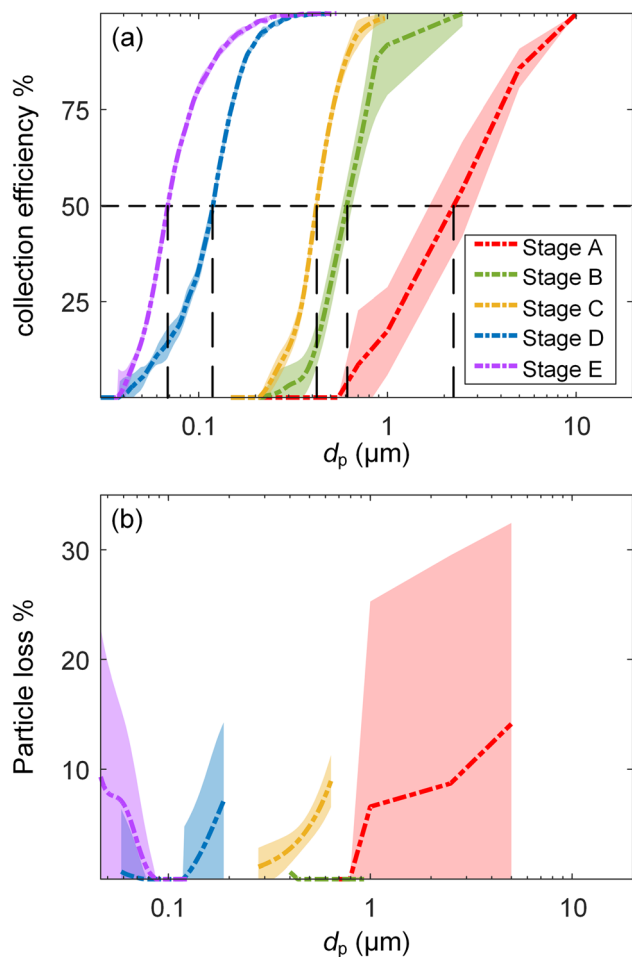 (a)
collection efficiency %
75
50
25
Stage A
Stage B
Stage C
Stage D
Stage E
0.1
1
10
dp (µm)
(b)
Particle loss %
30
20
10
0.1
1
10
dp (µm)